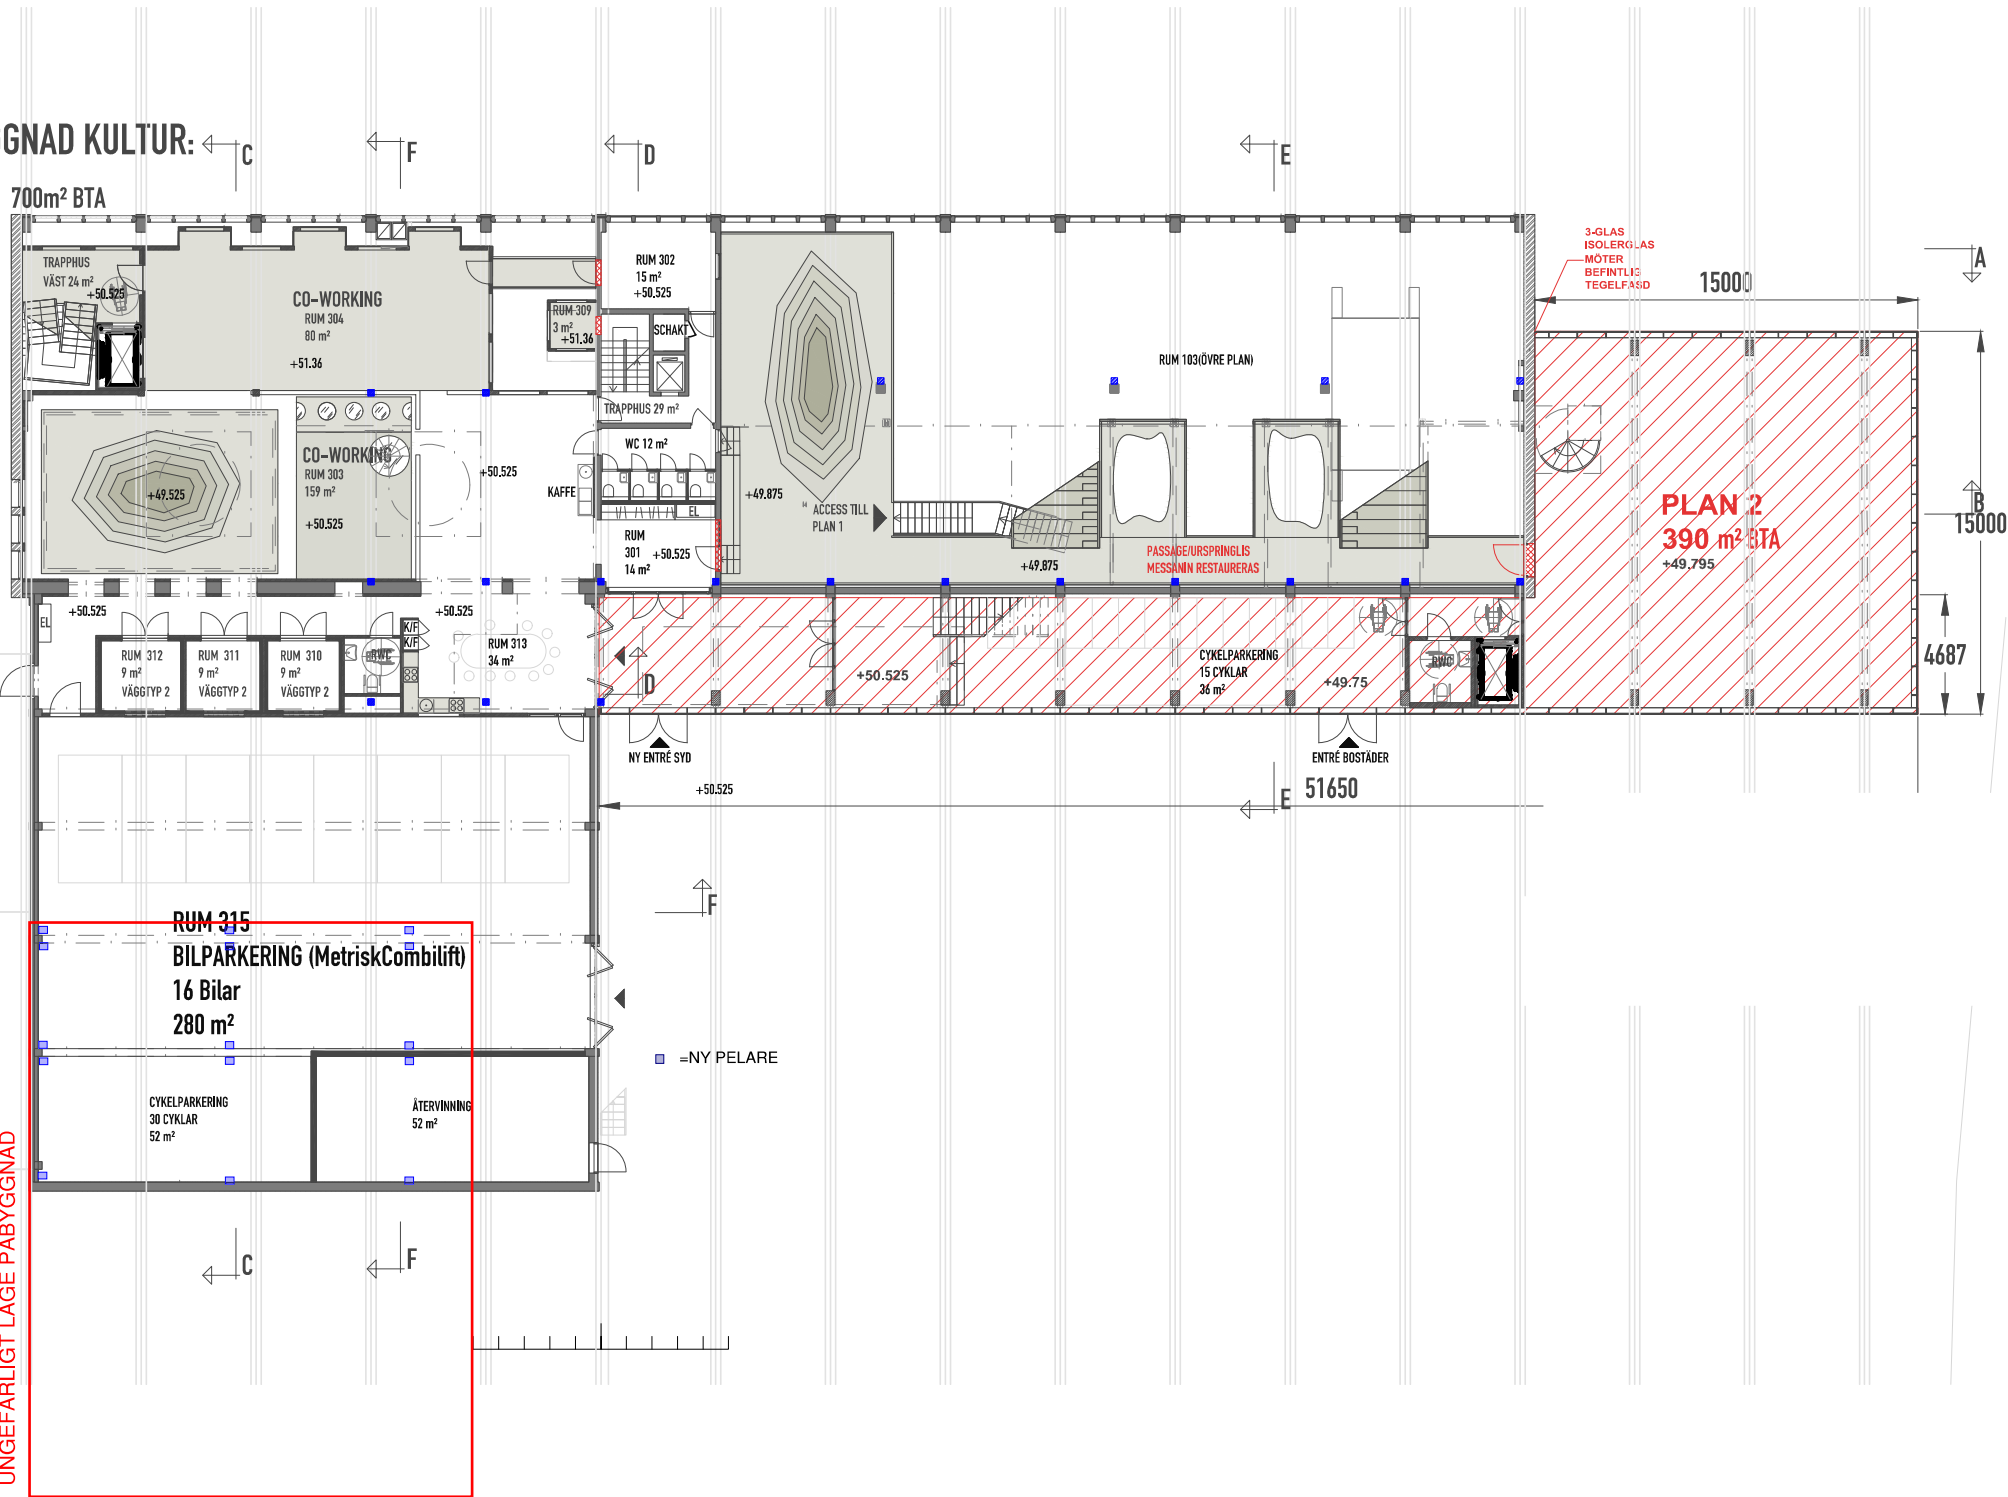 GNAD KULTUR:
700m² BTA
C
F
D
E
A
3-GLAS
ISOLERGLAS
MÖTER
BEFINTLIG
TEGELFASD
15000
TRAPPHUS
VÄST 24 m²
+50.525
CO-WORKING
RUM 304
80 m²
+51.36
RUM 309
3 m²
+51.36
RUM 302
15 m²
+50.525
SCHAKT
TRAPPHUS 29 m²
WC 12 m²
RUM 103(ÖVRE PLAN)
CO-WORKING
RUM 303
159 m²
+50.525
+49.525
+50.525
KAFFE
EL
RUM
301
14 m²
+50.525
+49.875
ACCESS TILL
PLAN 1
+49.875
PASSAGE/URSPRINGLIS
MESSANIN RESTAURERAS
PLAN 2
390 m² BTA
+49.795
B
15000
4687
EL
+50.525
RUM 312
9 m²
VÄGGTYP 2
RUM 311
9 m²
VÄGGTYP 2
RUM 310
9 m²
VÄGGTYP 2
RWC
K/F
K/F
+50.525
RUM 313
34 m²
D
+50.525
CYKELPARKERING
15 CYKLAR
36 m²
+49.75
RWC
NY ENTRÉ SYD
ENTRÉ BOSTÄDER
+50.525
E
51650
F
RUM 315
BILPARKERING (MetriskCombilift)
16 Bilar
280 m²
=NY PELARE
CYKELPARKERING
30 CYKLAR
52 m²
ÅTERVINNING
52 m²
C
F
UNGEFÄRLIGT LÄGE PÅBYGGNAD